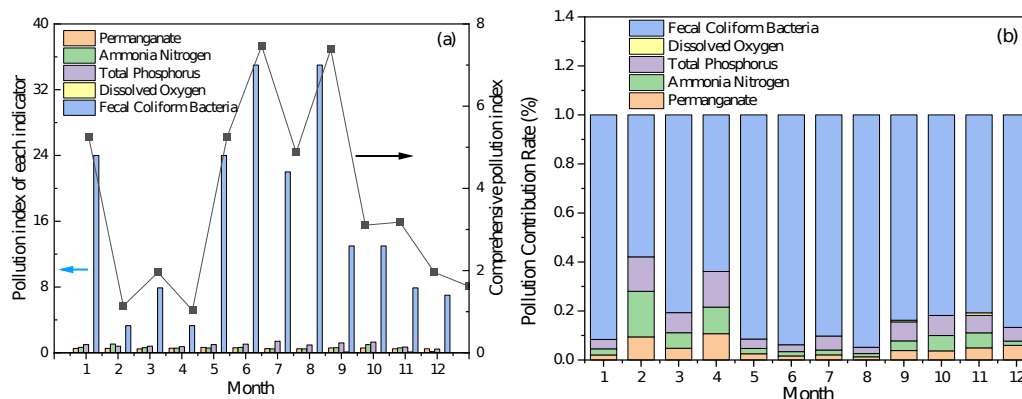 (a)
Permanganate
Ammonia Nitrogen
Total Phosphorus
Dissolved Oxygen
Fecal Coliform Bacteria
40
32
24
16
8
0
8
6
4
2
0
Pollution index of each indicator
Comprehensive pollution index
1 2 3 4 5 6 7 8 9 10 11 12
Month
(b)
Fecal Coliform Bacteria
Dissolved Oxygen
Total Phosphorus
Ammonia Nitrogen
Permanganate
1.4
1.2
1.0
0.8
0.6
0.4
0.2
0.0
Pollution Contribution Rate (%)
1 2 3 4 5 6 7 8 9 10 11 12
Month